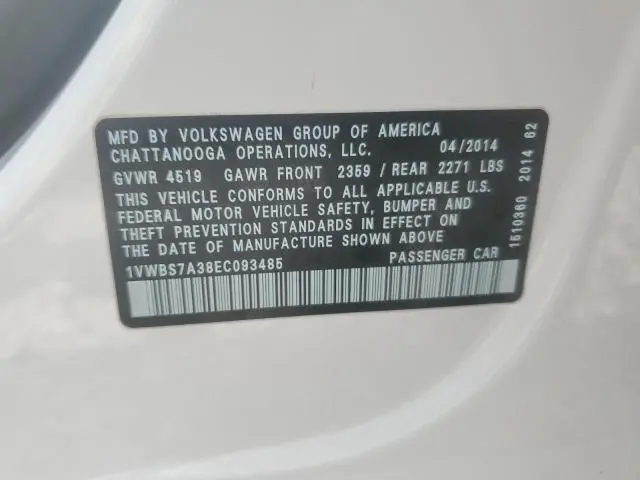 MFD BY VOLKSWAGEN GROUP OF AMERICA
CHATTANOOGA OPERATIONS, LLC. 04/2014
GVWR 4519 GAWR FRONT 2359 / REAR 2271 LBS
THIS VEHICLE CONFORMS TO ALL APPLICABLE U.S.
FEDERAL MOTOR VEHICLE SAFETY, BUMPER AND
THEFT PREVENTION STANDARDS IN EFFECT ON
THE DATE OF MANUFACTURE SHOWN ABOVE
1VWBS7A38EC093485 PASSENGER CAR
1510360 2014 62